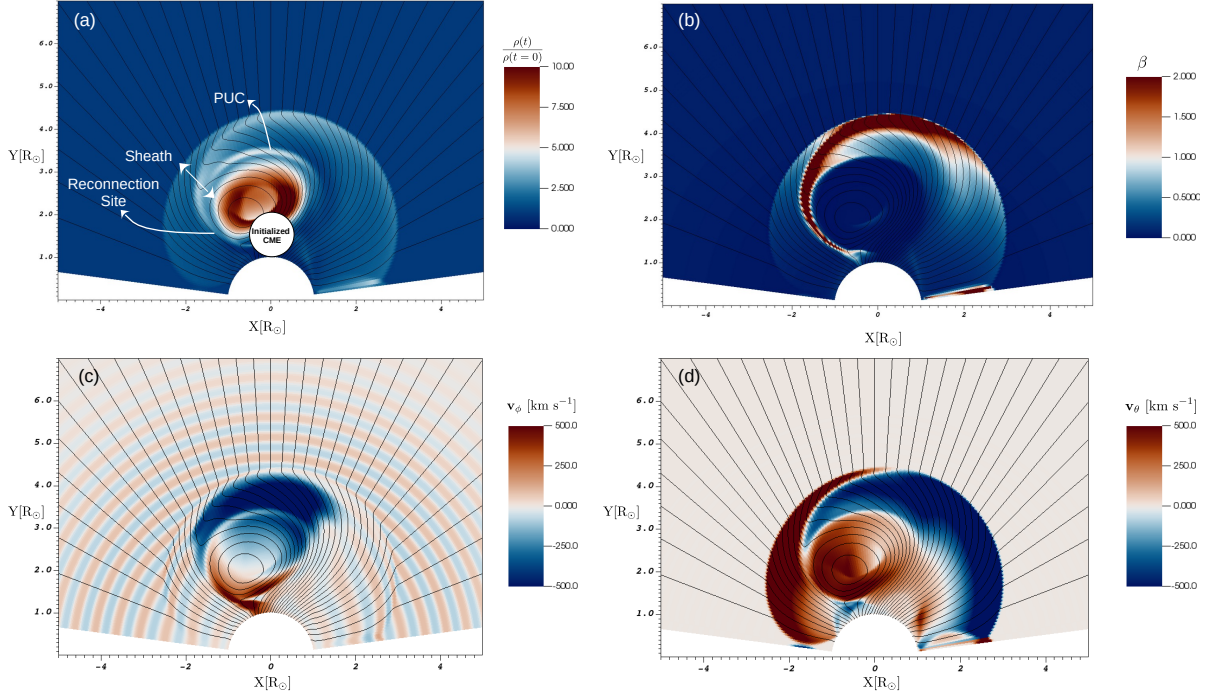 (a)
7.0
6.0
5.0
4.0
3.0
2.0
1.0
Y[R☉]
-4
-2
0
2
4
X[R☉]
PUC
Sheath
Reconnection
Site
Initialized
CME
ρ(t)
ρ(t = 0)
10.00
7.500
5.000
2.500
0.000
(b)
7.0
6.0
5.0
4.0
3.0
2.0
1.0
Y[R☉]
-4
-2
0
2
4
X[R☉]
β
2.000
1.500
1.000
0.5000
0.000
(c)
6.0
5.0
4.0
3.0
2.0
1.0
Y[R☉]
-4
-2
0
2
4
X[R☉]
vϕ [km s⁻¹]
500.0
250.0
0.000
-250.0
-500.0
(d)
6.0
5.0
4.0
3.0
2.0
1.0
Y[R☉]
-4
-2
0
2
4
X[R☉]
vθ [km s⁻¹]
500.0
250.0
0.000
-250.0
-500.0